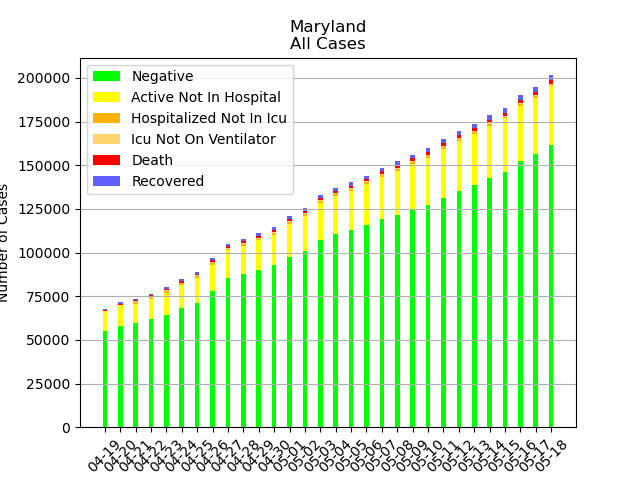 Maryland
All Cases
Negative
Active Not In Hospital
Hospitalized Not In Icu
Icu Not On Ventilator
Death
Recovered
Number of Cases
200000
175000
150000
125000
100000
75000
50000
25000
0
04-19 04-20 04-21 04-22 04-23 04-24 04-25 04-26 04-27 04-28 04-29 04-30 05-01 05-02 05-03 05-04 05-05 05-06 05-07 05-08 05-09 05-10 05-11 05-12 05-13 05-14 05-15 05-16 05-17 05-18